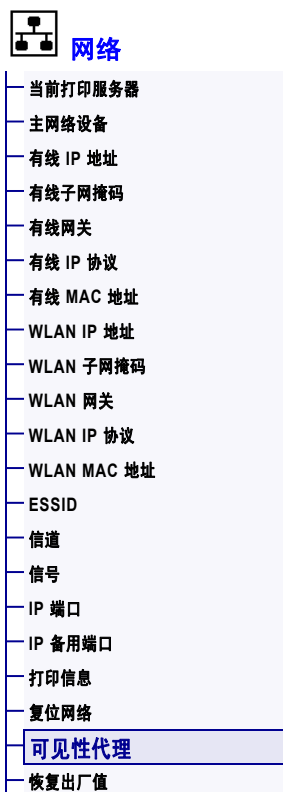 网络
当前打印服务器
主网络设备
有线 IP 地址
有线子网掩码
有线网关
有线 IP 协议
有线 MAC 地址
WLAN IP 地址
WLAN 子网掩码
WLAN 网关
WLAN IP 协议
WLAN MAC 地址
ESSID
信道
信号
IP 端口
IP 备用端口
打印信息
复位网络
可见性代理
恢复出厂值